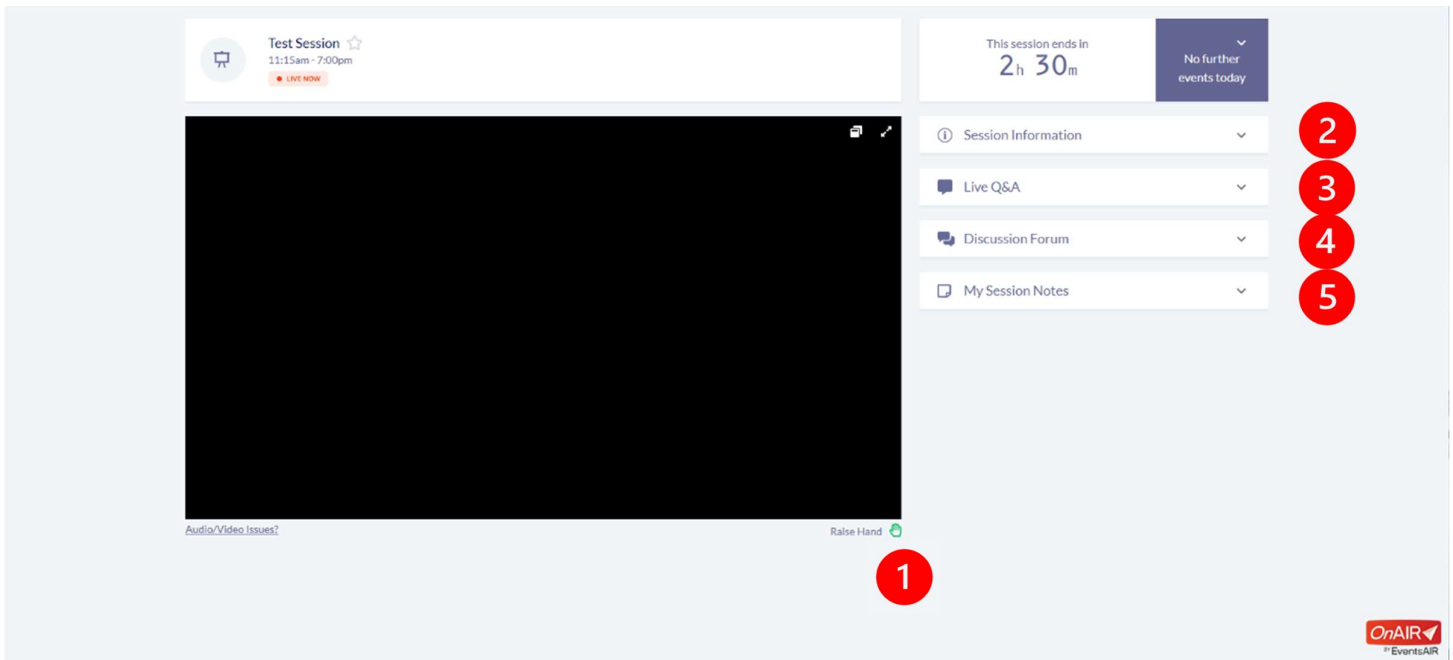 Test Session
11:15am - 7:00pm
LIVE NOW
This session ends in
2h 30m
No further
events today
Session Information
2
Live Q&A
3
Discussion Forum
4
My Session Notes
5
Audio/Video Issues?
Raise Hand
1
OnAIR
BY EventsAIR